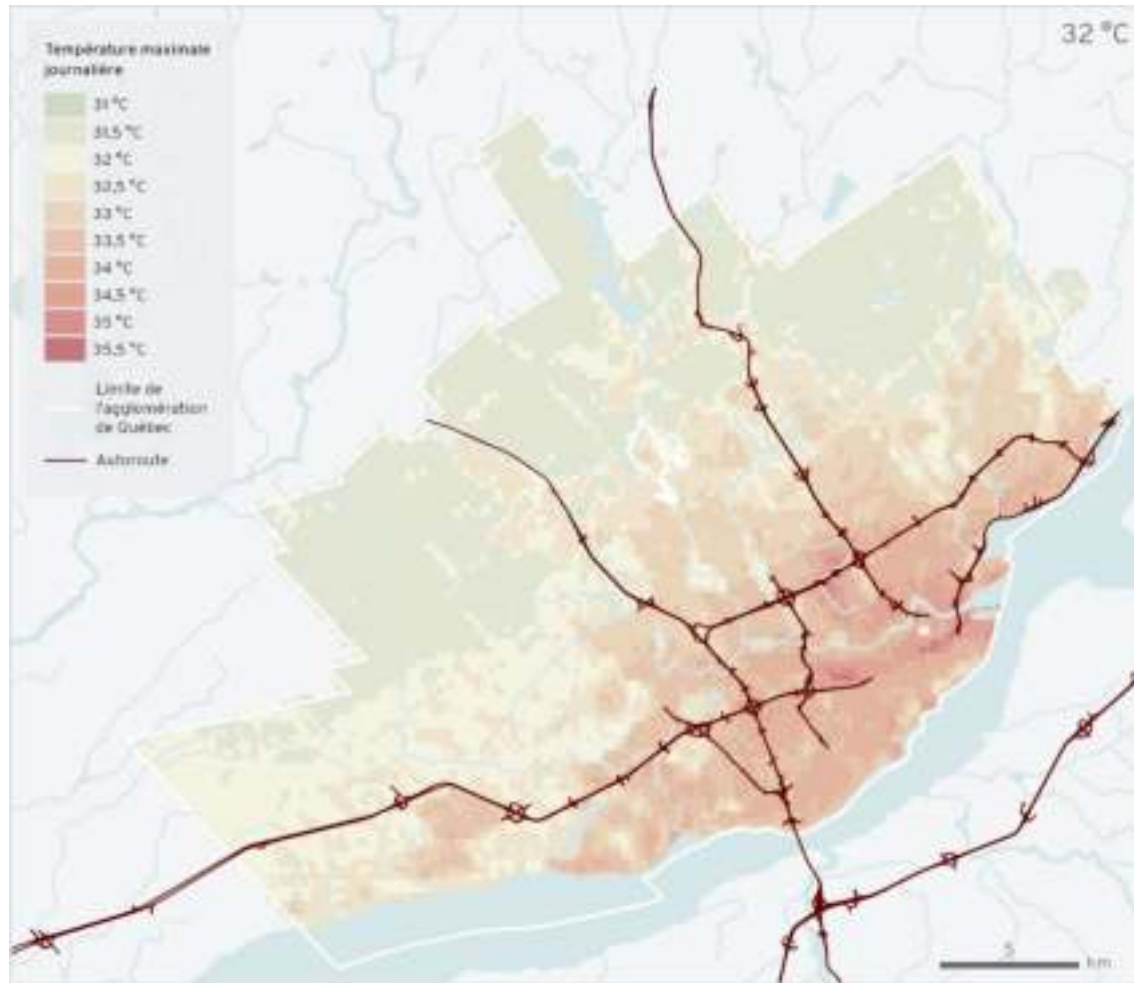 32 °C
Température maximale
journalière
31 °C
31,5 °C
32 °C
32,5 °C
33 °C
33,5 °C
34 °C
34,5 °C
35 °C
35,5 °C
Limite de
l'agglomération
de Québec
Autoroute
5
km